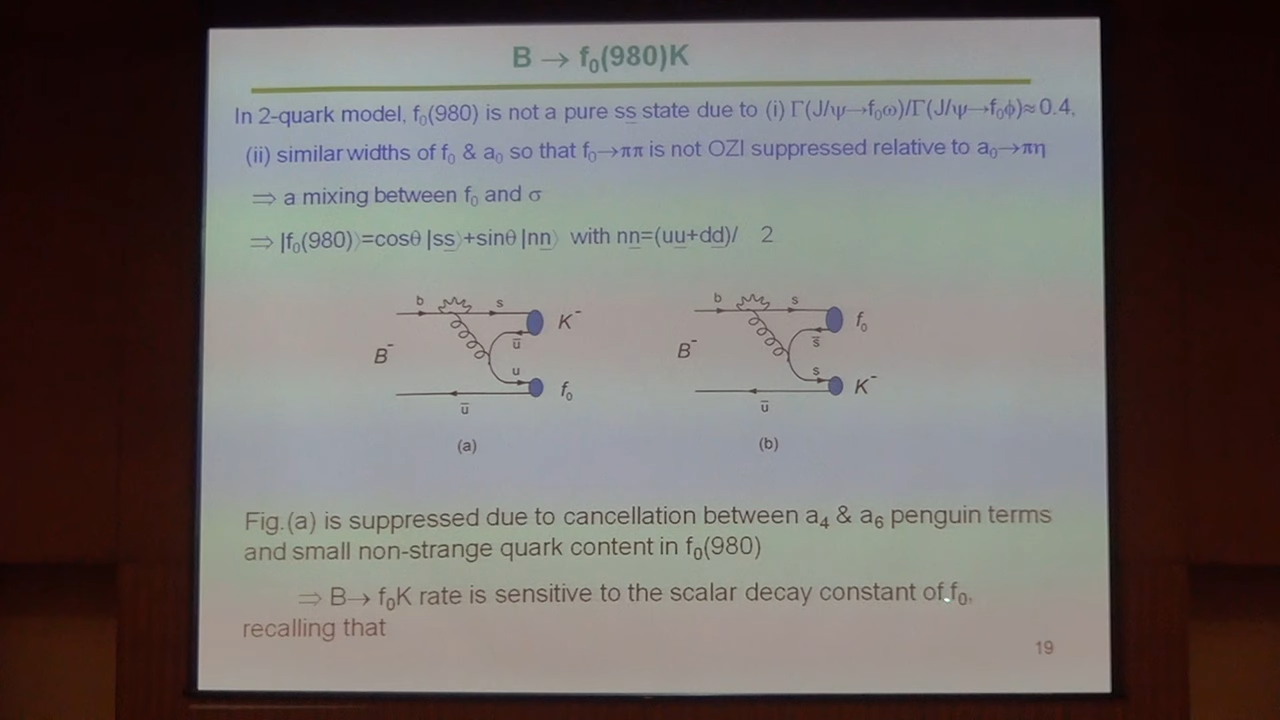 B → f₀(980)K
In 2-quark model, f₀(980) is not a pure ss state due to (i) Γ(J/ψ→f₀ω)/Γ(J/ψ→f₀ϕ)≈0.4,
(ii) similar widths of f₀ & a₀ so that f₀→ππ is not OZI suppressed relative to a₀→πη
⇒ a mixing between f₀ and σ
⇒ |f₀(980)⟩=cosθ |ss⟩+sinθ |nn⟩ with nn=(uu+dd)/ 2
b s K⁻ ū u B⁻ f₀ ū
(a)
b s f₀ s̄ s B⁻ K⁻ ū
(b)
Fig.(a) is suppressed due to cancellation between a₄ & a₆ penguin terms
and small non-strange quark content in f₀(980)
⇒ B→ f₀K rate is sensitive to the scalar decay constant of f₀,
recalling that
19